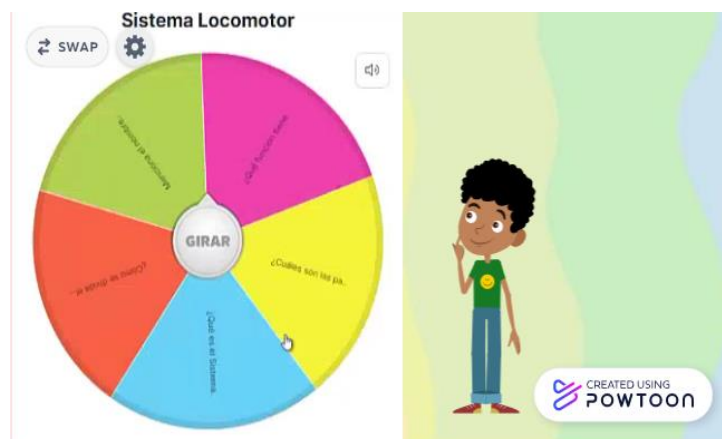 Sistema Locomotor
SWAP
Menciona el nombre..
¿Qué función tiene
¿Cómo se divide el ...
GIRAR
¿Cuáles son las pa..
¿Qué es el Sistema.
CREATED USING
POWTOON